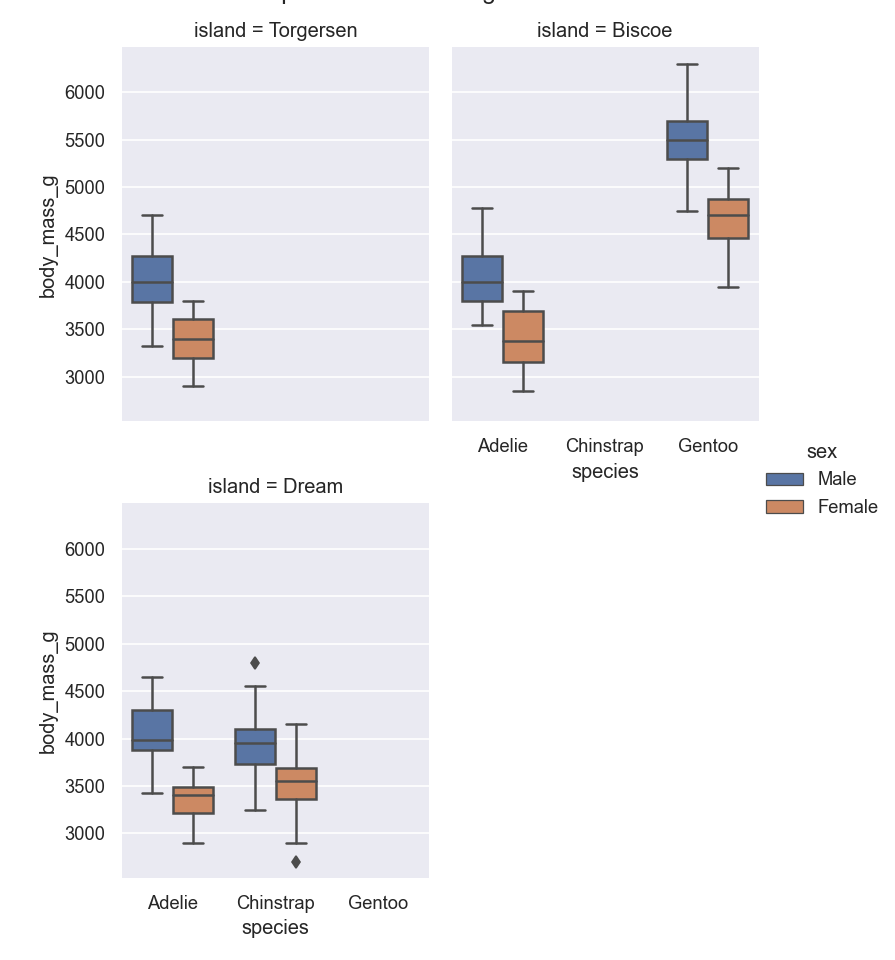 island = Torgersen
island = Biscoe
6000
5500
5000
4500
4000
3500
3000
body_mass_g
Adelie Chinstrap Gentoo
species
sex
Male
Female
island = Dream
6000
5500
5000
4500
4000
3500
3000
body_mass_g
Adelie Chinstrap Gentoo
species